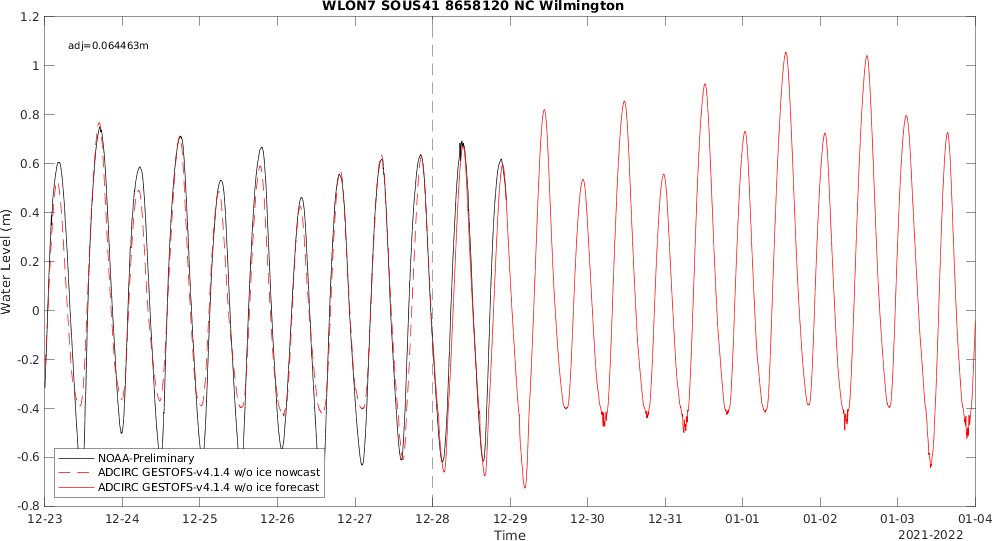 WLON7 SOUS41 8658120 NC Wilmington
adj=0.064463m
Water Level (m)
1.2
1
0.8
0.6
0.4
0.2
0
-0.2
-0.4
-0.6
-0.8
NOAA-Preliminary
ADCIRC GESTOFS-v4.1.4 w/o ice nowcast
ADCIRC GESTOFS-v4.1.4 w/o ice forecast
12-23 12-24 12-25 12-26 12-27 12-28 12-29 12-30 12-31 01-01 01-02 01-03 01-04
Time
2021-2022